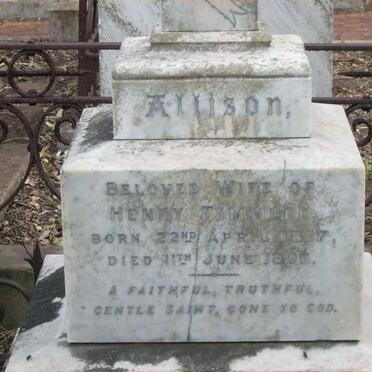 Allison,
BELOVED WIFE OF
HENRY
BORN 22ND APRIL
DIED 11TH JUNE
A FAITHFUL, TRUTHFUL,
GENTLE SAINT, GONE TO GOD.